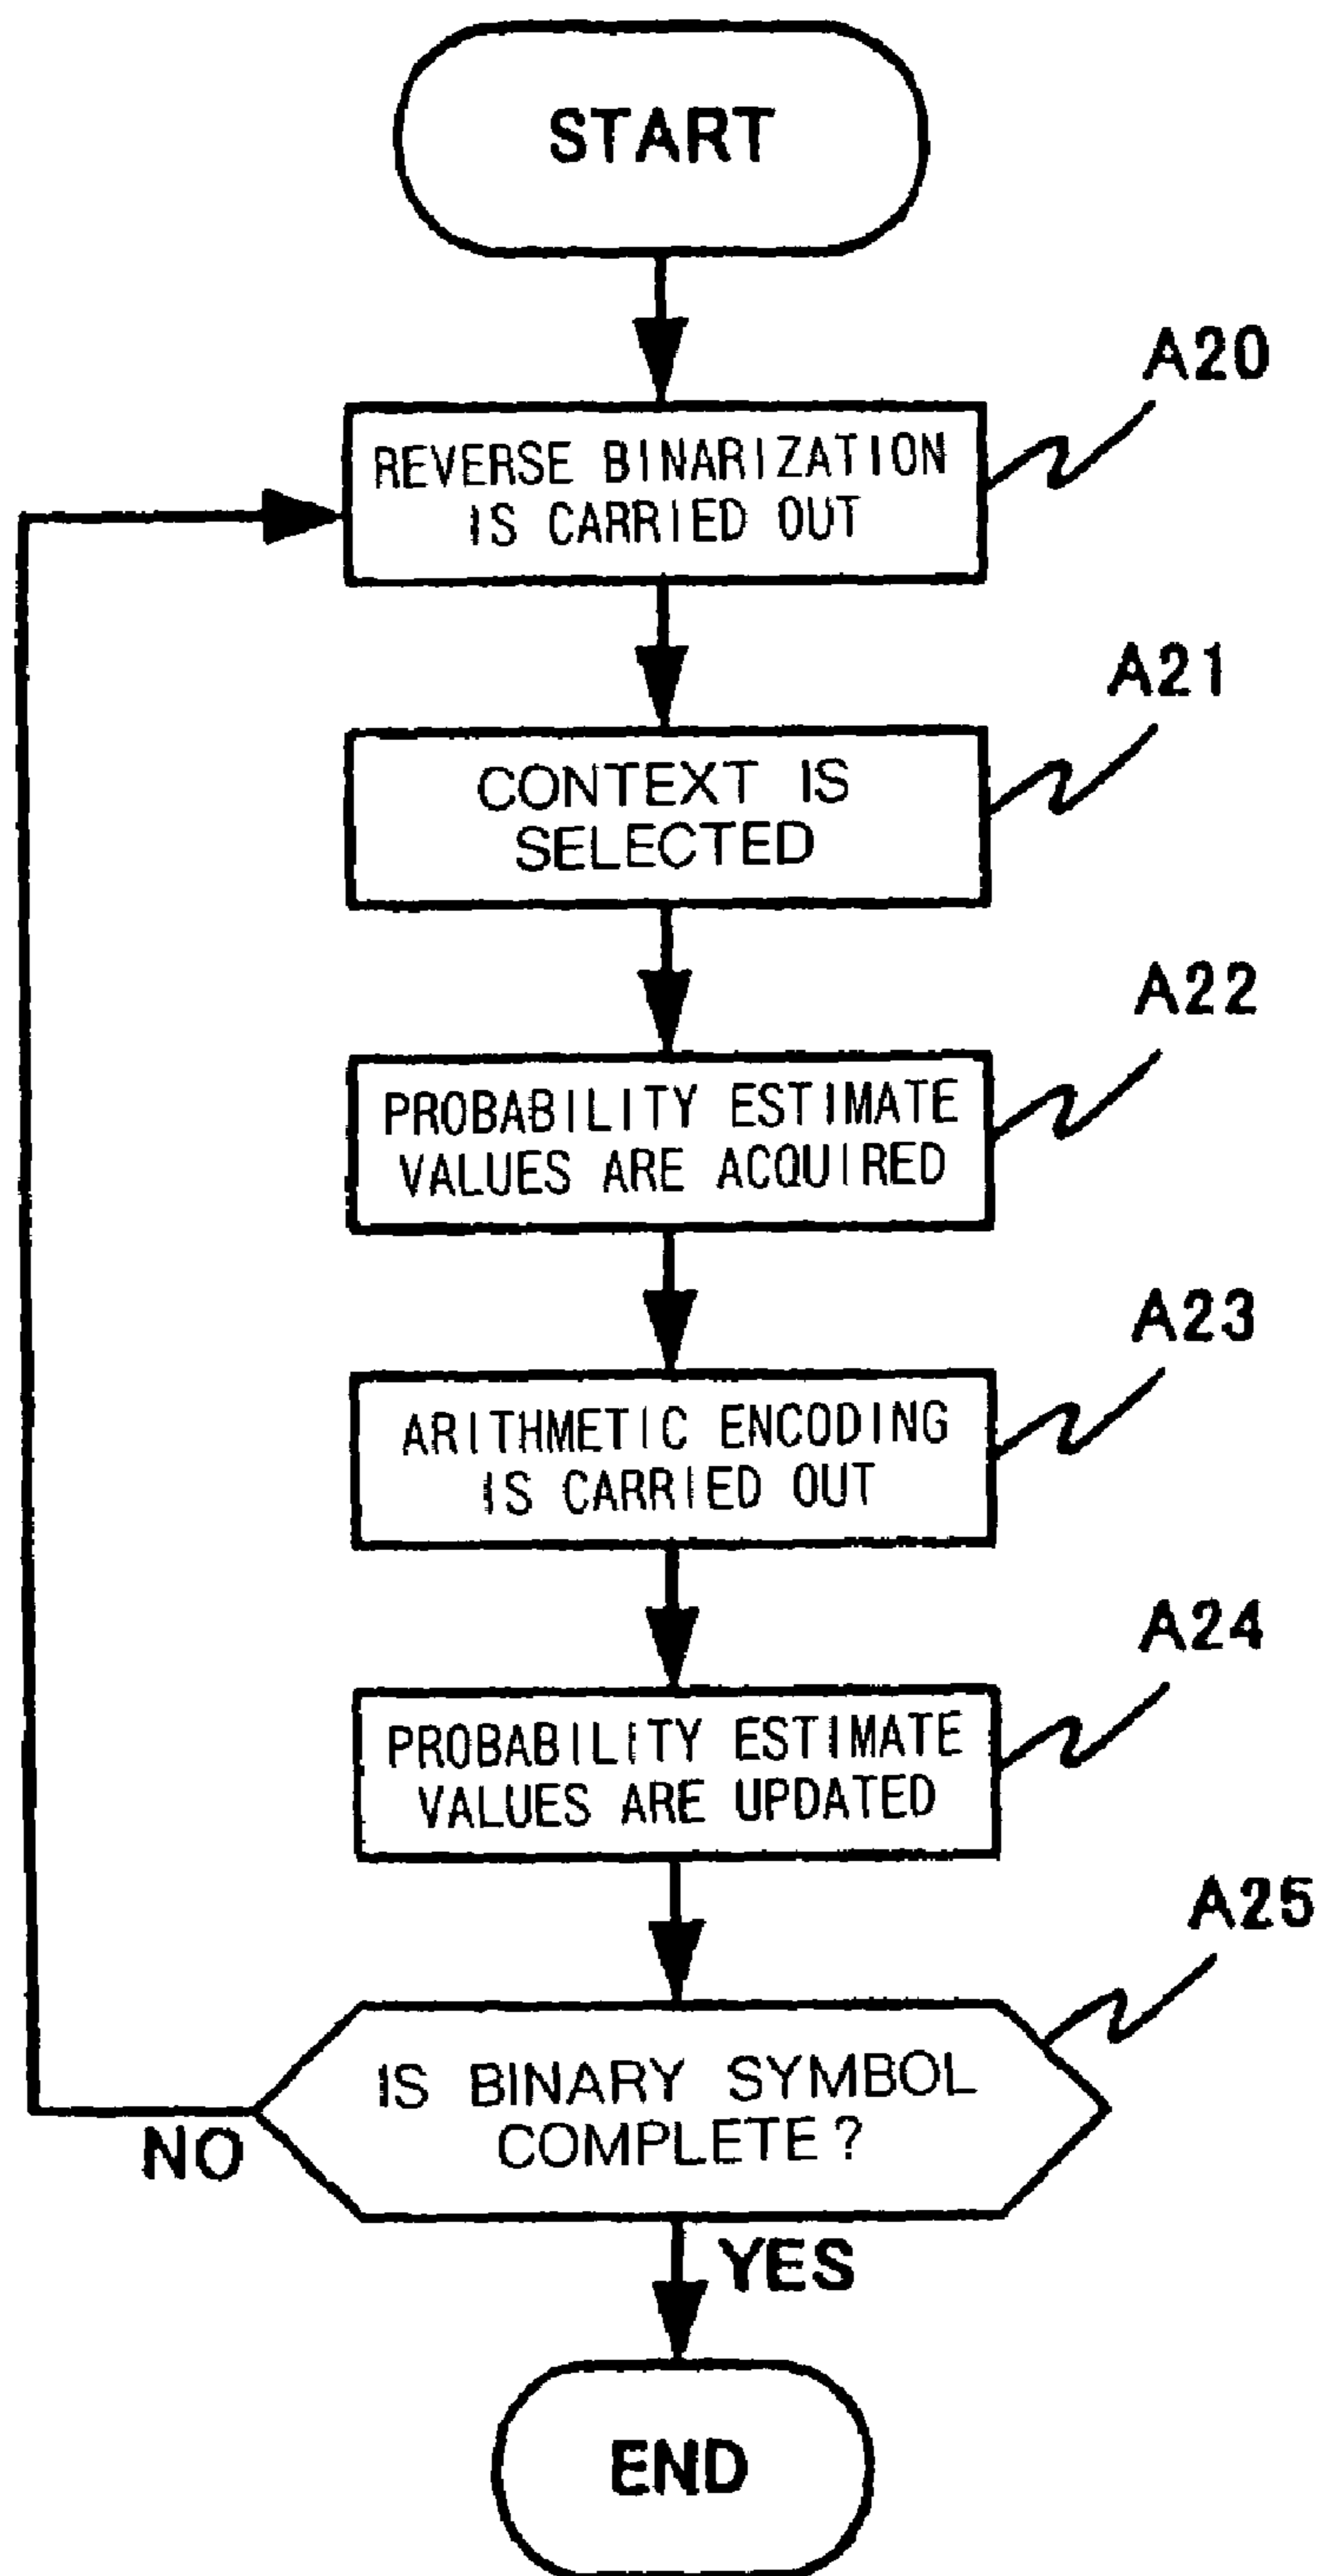 START
A20
REVERSE BINARIZATION
IS CARRIED OUT
A21
CONTEXT IS
SELECTED
A22
PROBABILITY ESTIMATE
VALUES ARE ACQUIRED
A23
ARITHMETIC ENCODING
IS CARRIED OUT
A24
PROBABILITY ESTIMATE
VALUES ARE UPDATED
A25
IS BINARY SYMBOL
COMPLETE?
NO
YES
END